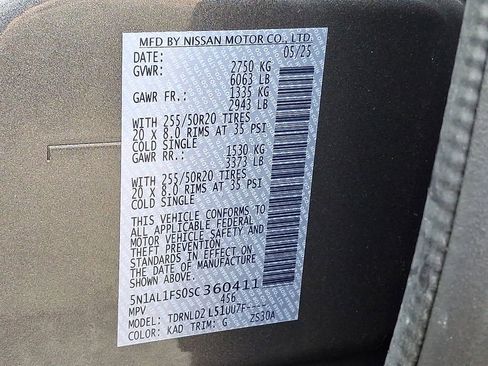 MFD BY NISSAN MOTOR CO., LTD.
DATE: 05/25
GVWR: 2750 KG
6063 LB
GAWR FR.: 1335 KG
2943 LB
WITH 255/50R20 TIRES
20 X 8.0 RIMS AT 35 PSI
COLD SINGLE
GAWR RR.: 1530 KG
3373 LB
WITH 255/50R20 TIRES
20 X 8.0 RIMS AT 35 PSI
COLD SINGLE
THIS VEHICLE CONFORMS TO
ALL APPLICABLE FEDERAL
MOTOR VEHICLE SAFETY AND
THEFT PREVENTION
STANDARDS IN EFFECT ON
THE DATE OF MANUFACTURE
SHOWN ABOVE.
5N1AL1FS0SC360411
MPV 456
MODEL: TDRNLDZ L51UU7F----
COLOR: KAD TRIM: G ZS30A